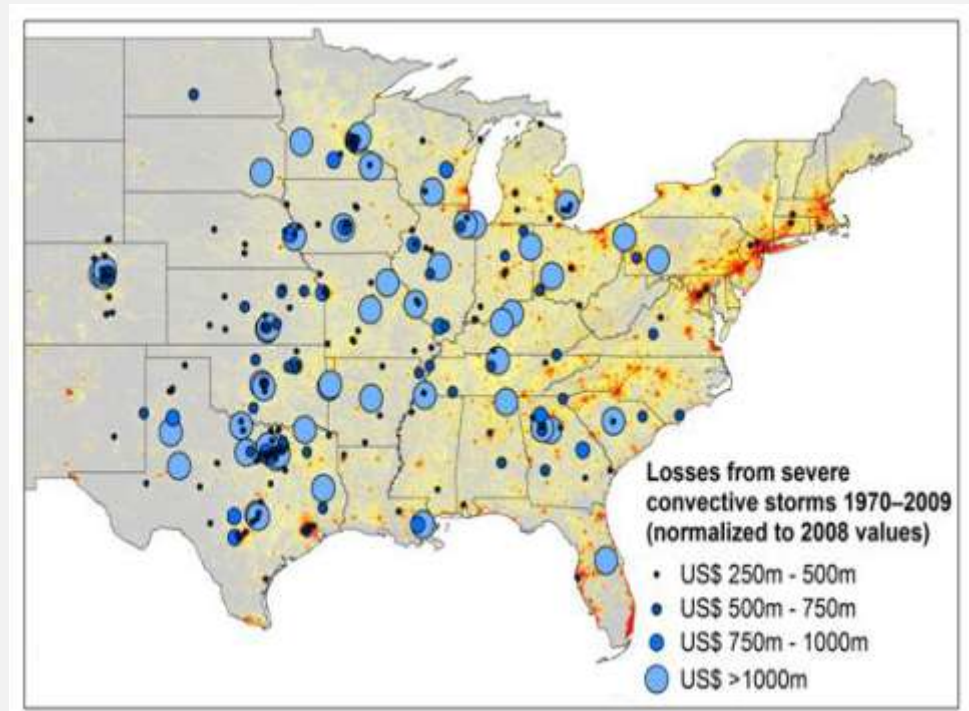 Losses from severe
convective storms 1970–2009
(normalized to 2008 values)
US$ 250m - 500m
US$ 500m - 750m
US$ 750m - 1000m
US$ >1000m